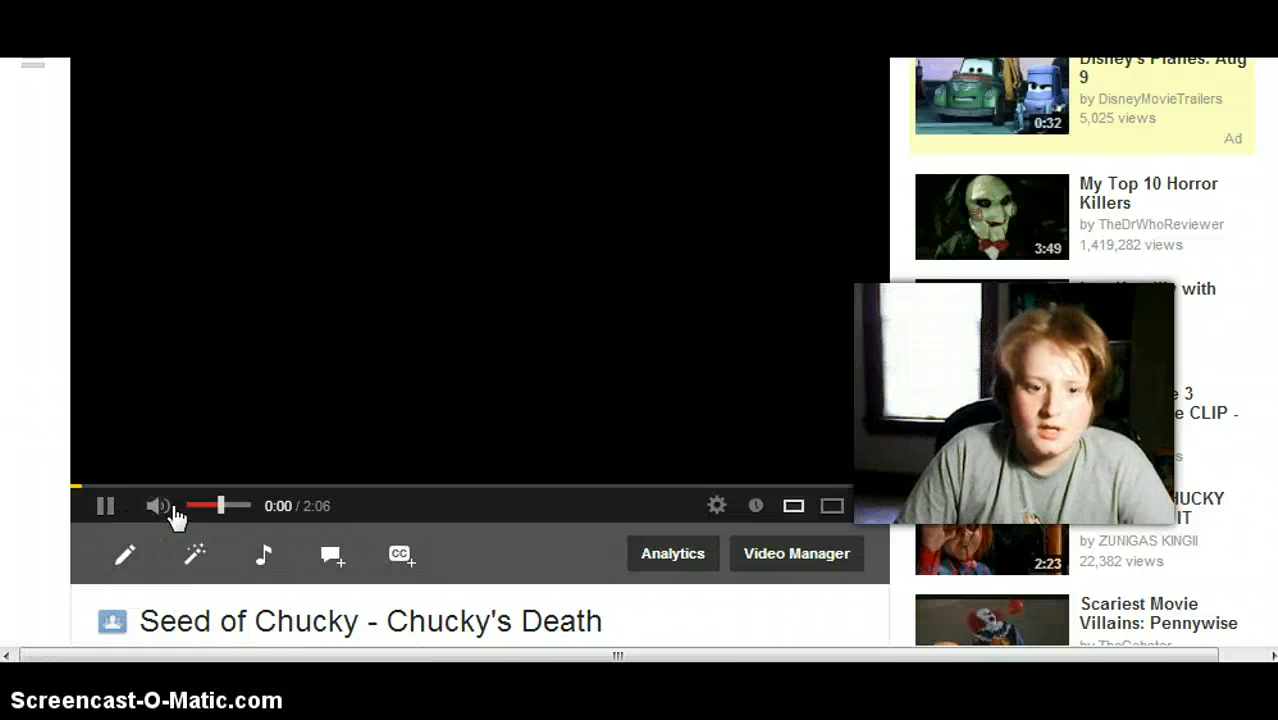 Disney's Planes: Aug
9
by DisneyMovieTrailers
5,025 views
Ad
0:32
My Top 10 Horror
Killers
by TheDrWhoReviewer
1,419,282 views
3:49
with
3
e CLIP -
HUCKY
IT
by ZUNIGAS KINGII
22,382 views
2:23
Scariest Movie
Villains: Pennywise
0:00 / 2:06
CC
Analytics
Video Manager
Seed of Chucky - Chucky's Death
Screencast-O-Matic.com